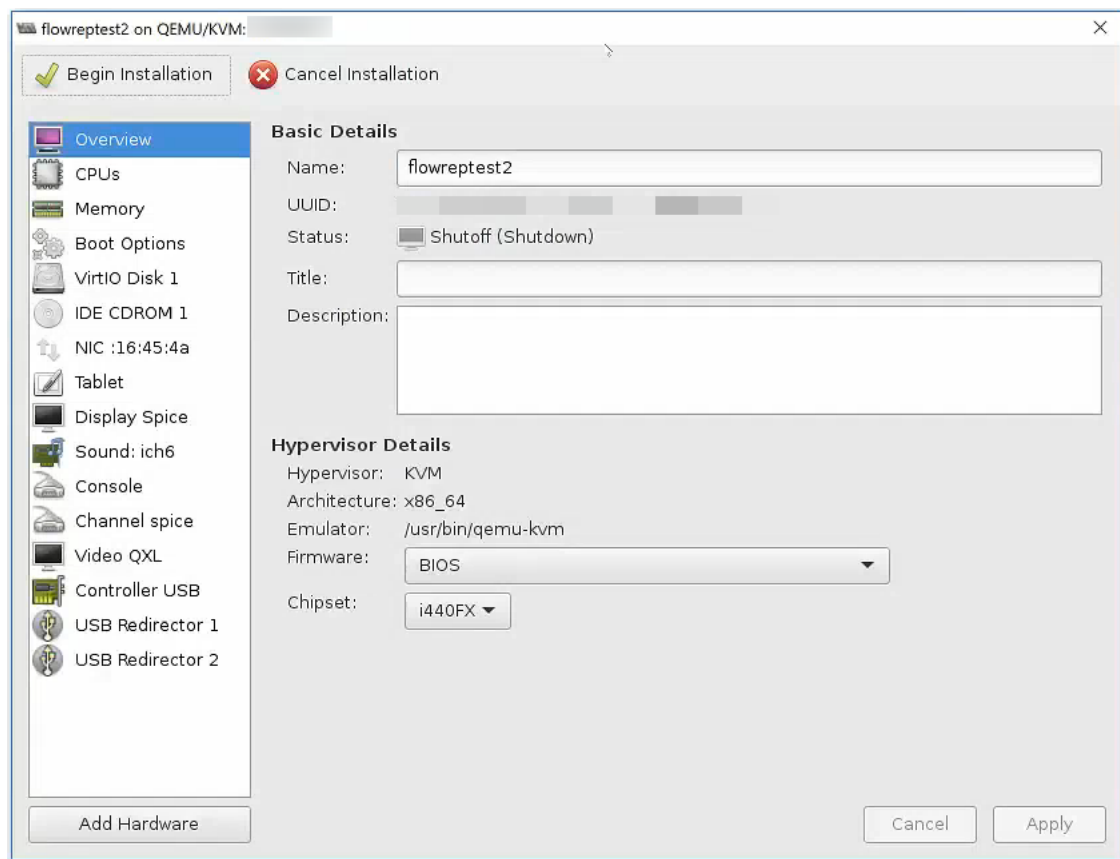 flowreptest2 on QEMU/KVM:
Begin Installation
Cancel Installation
Overview
CPUs
Memory
Boot Options
VirtIO Disk 1
IDE CDROM 1
NIC :16:45:4a
Tablet
Display Spice
Sound: ich6
Console
Channel spice
Video QXL
Controller USB
USB Redirector 1
USB Redirector 2
Add Hardware
Basic Details
Name: flowreptest2
UUID:
Status: Shutoff (Shutdown)
Title:
Description:
Hypervisor Details
Hypervisor: KVM
Architecture: x86_64
Emulator: /usr/bin/qemu-kvm
Firmware: BIOS
Chipset: i440FX
Cancel
Apply